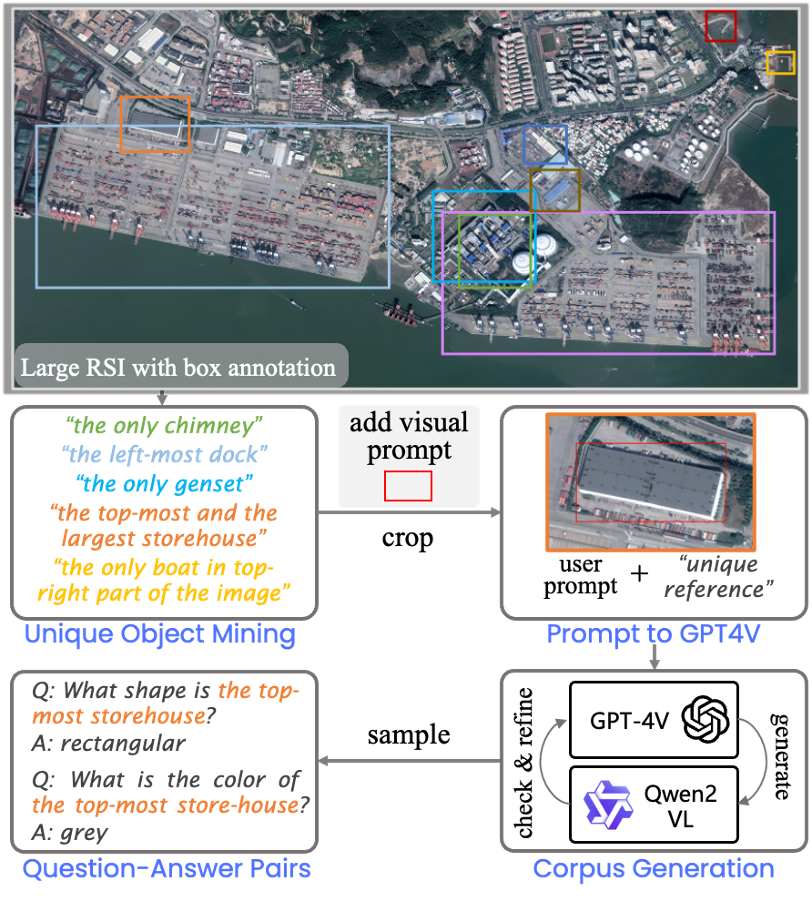 Large RSI with box annotation
“the only chimney”
“the left-most dock”
“the only genset”
“the top-most and the
largest storehouse”
“the only boat in top-
right part of the image”
Unique Object Mining
add visual
prompt
crop
user
prompt
+
“unique
reference”
Prompt to GPT4V
Q: What shape is the top-
most storehouse?
A: rectangular
Q: What is the color of
the top-most store-house?
A: grey
Question-Answer Pairs
sample
check & refine
GPT-4V
Qwen2
VL
generate
Corpus Generation